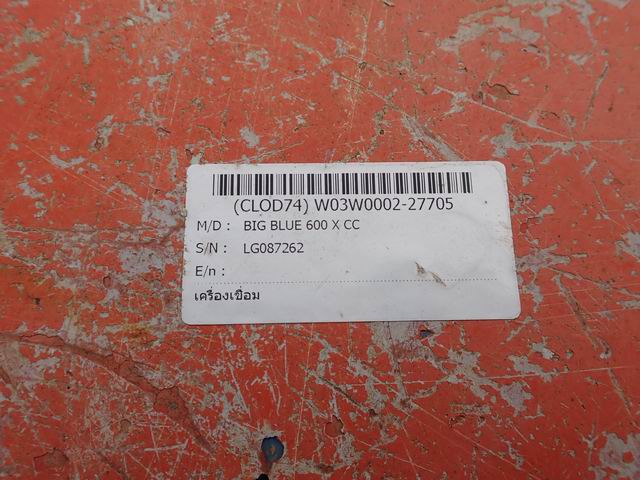 (CLOD74) W03W0002-27705
M/D : BIG BLUE 600 X CC
S/N : LG087262
E/n :
เครื่องเชื่อม